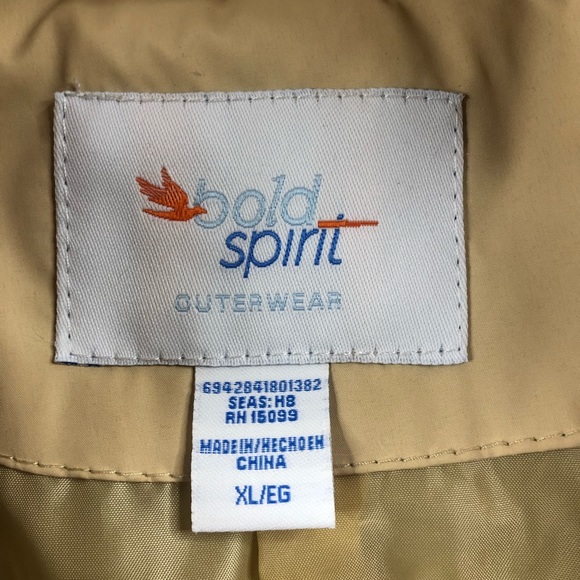 bold
spirit
OUTERWEAR
6942841801382
SEAS: H8
RH 15099
MADE IN/HECHO EN
CHINA
XL/EG